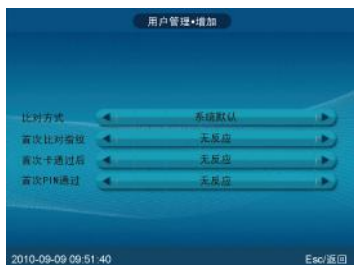 用户管理•增加
比对方式 系统默认
首次比对指纹 无反应
首次卡通过后 无反应
首次PIN通过 无反应
2010-09-09 09:51:40 Esc/返回